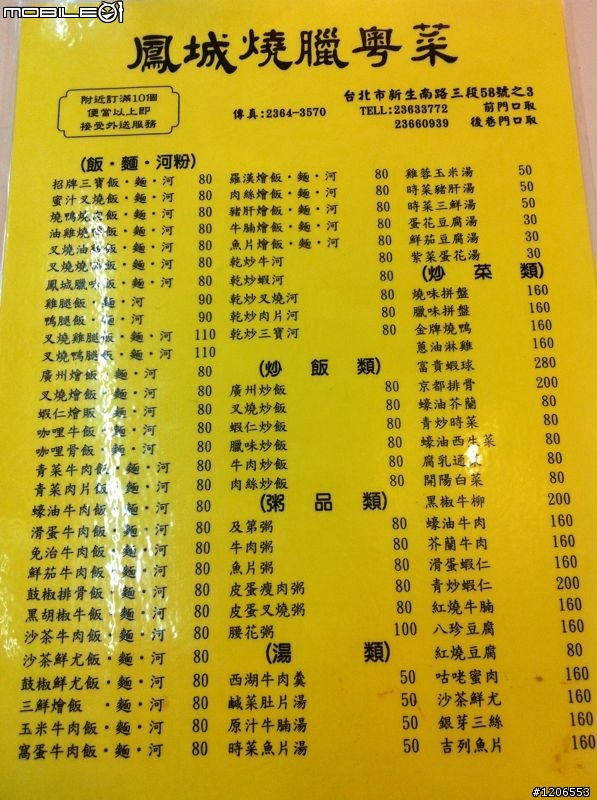 mobile01
鳳城燒臘粵菜
附近訂滿10個
便當以上即
接受外送服務
傳真:2364-3570
台北市新生南路三段58號之3
TELL:23633772 前門口取
23660939 後巷門口取
(飯・麵・河粉)
招牌三寶飯・麵・河 80
蜜汁叉燒飯・麵・河 80
燒鴨燒肉飯・麵・河 80
油雞燒鴨飯・麵・河 80
叉燒油雞飯・麵・河 80
叉燒燒鴨飯・麵・河 80
鳳城臘味飯・麵・河 80
雞腿飯・麵・河 90
鴨腿飯・麵・河 90
叉燒雞腿飯・麵・河 110
叉燒鴨腿飯・麵・河 110
廣州燴飯・麵・河 80
叉燒燴飯・麵・河 80
蝦仁燴販・麵・河 80
咖哩牛飯・麵・河 80
咖哩骨飯・麵・河 80
青菜牛肉飯・麵・河 80
青菜肉片飯・麵・河 80
蠔油牛肉飯・麵・河 80
滑蛋牛肉飯・麵・河 80
免治牛肉飯・麵・河 80
鮮茄牛肉飯・麵・河 80
鼓椒排骨飯・麵・河 80
黑胡椒牛飯・麵・河 80
沙茶牛肉飯・麵・河 80
沙茶鮮尤飯・麵・河 80
鼓椒鮮尤飯・麵・河 80
三鮮燴飯 ・麵・河 80
玉米牛肉飯・麵・河 80
窩蛋牛肉飯・麵・河 80
羅漢燴飯・麵・河 80
肉絲燴飯・麵・河 80
豬肝燴飯・麵・河 80
牛腩燴飯・麵・河 80
魚片燴飯・麵・河 80
乾炒牛河 80
乾炒蝦河 80
乾炒叉燒河 80
乾炒肉片河 80
乾炒三寶河 80
(炒飯類)
廣州炒飯 80
叉燒炒飯 80
蝦仁炒飯 80
臘味炒飯 80
牛肉炒飯 80
肉絲炒飯 80
(粥品類)
及第粥 80
牛肉粥 80
魚片粥 80
皮蛋瘦肉粥 80
皮蛋叉燒粥 80
腰花粥 100
(湯類)
西湖牛肉羹 50
鹹菜肚片湯 50
原汁牛腩湯 50
時菜魚片湯 50
雞蓉玉米湯 50
時菜豬肝湯 50
時菜三鮮湯 50
蛋花豆腐湯 30
鮮茄豆腐湯 30
紫菜蛋花湯 30
(炒菜類)
燒味拼盤 160
臘味拼盤 160
金牌燒鴨 160
蔥油淋雞 160
富貴蝦球 280
京都排骨 200
蠔油芥蘭 80
青炒時菜 80
蠔油西生菜 80
腐乳通菜 80
開陽白菜 80
黑椒牛柳 200
蠔油牛肉 160
芥蘭牛肉 160
滑蛋蝦仁 160
青炒蝦仁 200
紅燒牛腩 160
八珍豆腐 160
紅燒豆腐 80
咕咾蜜肉 160
沙茶鮮尤 160
銀芽三絲 160
吉列魚片 160
#1206553